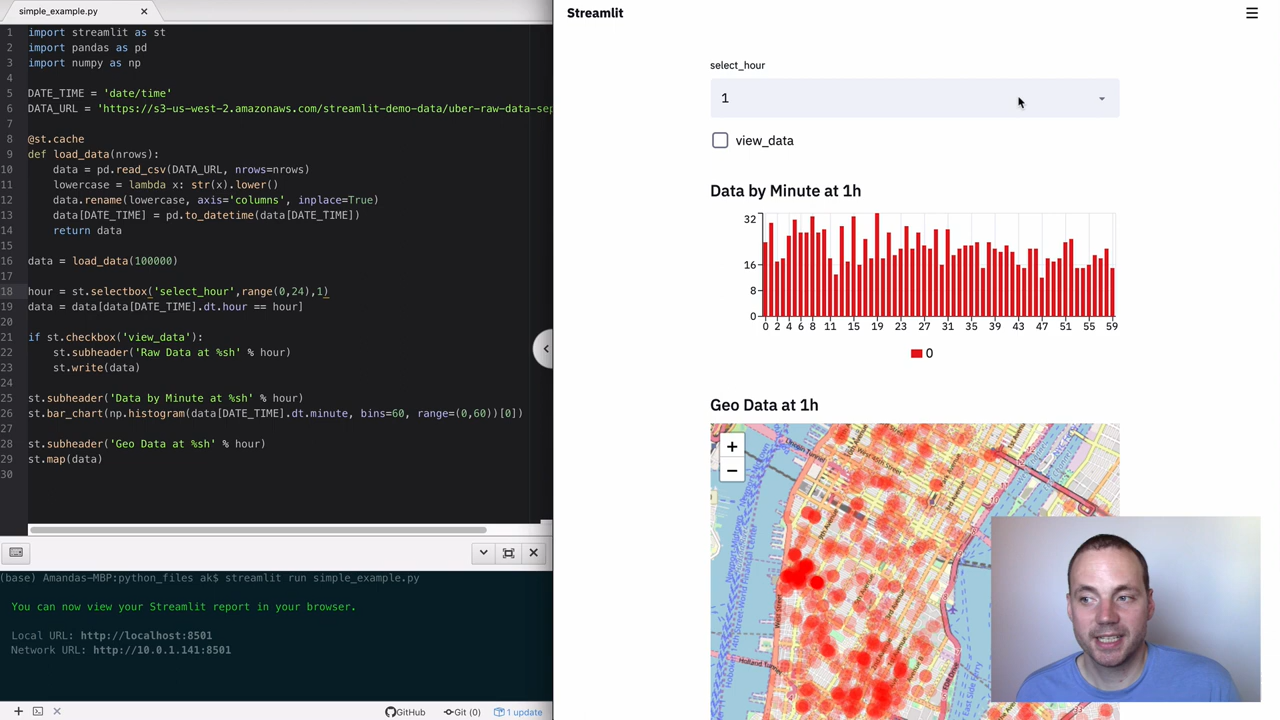 simple_example.py
1 import streamlit as st
2 import pandas as pd
3 import numpy as np
4
5 DATE_TIME = 'date/time'
6 DATA_URL = 'https://s3-us-west-2.amazonaws.com/streamlit-demo-data/uber-raw-data-sep
7
8 @st.cache
9 def load_data(nrows):
10 data = pd.read_csv(DATA_URL, nrows=nrows)
11 lowercase = lambda x: str(x).lower()
12 data.rename(lowercase, axis='columns', inplace=True)
13 data[DATE_TIME] = pd.to_datetime(data[DATE_TIME])
14 return data
15
16 data = load_data(100000)
17
18 hour = st.selectbox('select_hour',range(0,24),1)
19 data = data[data[DATE_TIME].dt.hour == hour]
20
21 if st.checkbox('view_data'):
22 st.subheader('Raw Data at %sh' % hour)
23 st.write(data)
24
25 st.subheader('Data by Minute at %sh' % hour)
26 st.bar_chart(np.histogram(data[DATE_TIME].dt.minute, bins=60, range=(0,60))[0])
27
28 st.subheader('Geo Data at %sh' % hour)
29 st.map(data)
30
(base) Amandas-MBP:python_files ak$ streamlit run simple_example.py
You can now view your Streamlit report in your browser.
Local URL: http://localhost:8501
Network URL: http://10.0.1.141:8501
GitHub Git (0) 1 update
Streamlit
select_hour
1
view_data
Data by Minute at 1h
32
16
8
0
0 2 4 6 8 11 15 19 23 27 31 35 39 43 47 51 55 59
0
Geo Data at 1h
+
−
Lincoln Tunnel
West Street
Holland Tunnel
East Side Ferry